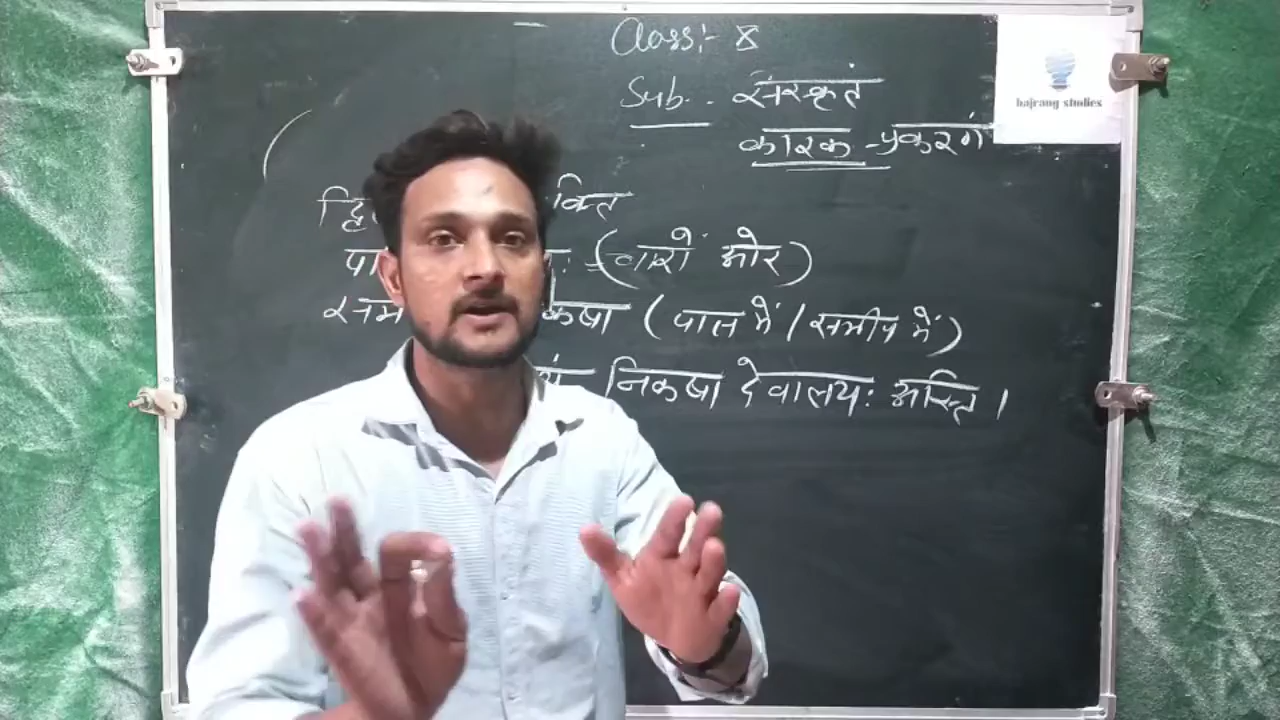 Class:- 8
Sub.. संस्कृतं
bajrang studies
कारक -प्रकरणं
(चारों ओर)
निकषा (पास में / समीप में)
निकषा देवालयः अस्ति ।